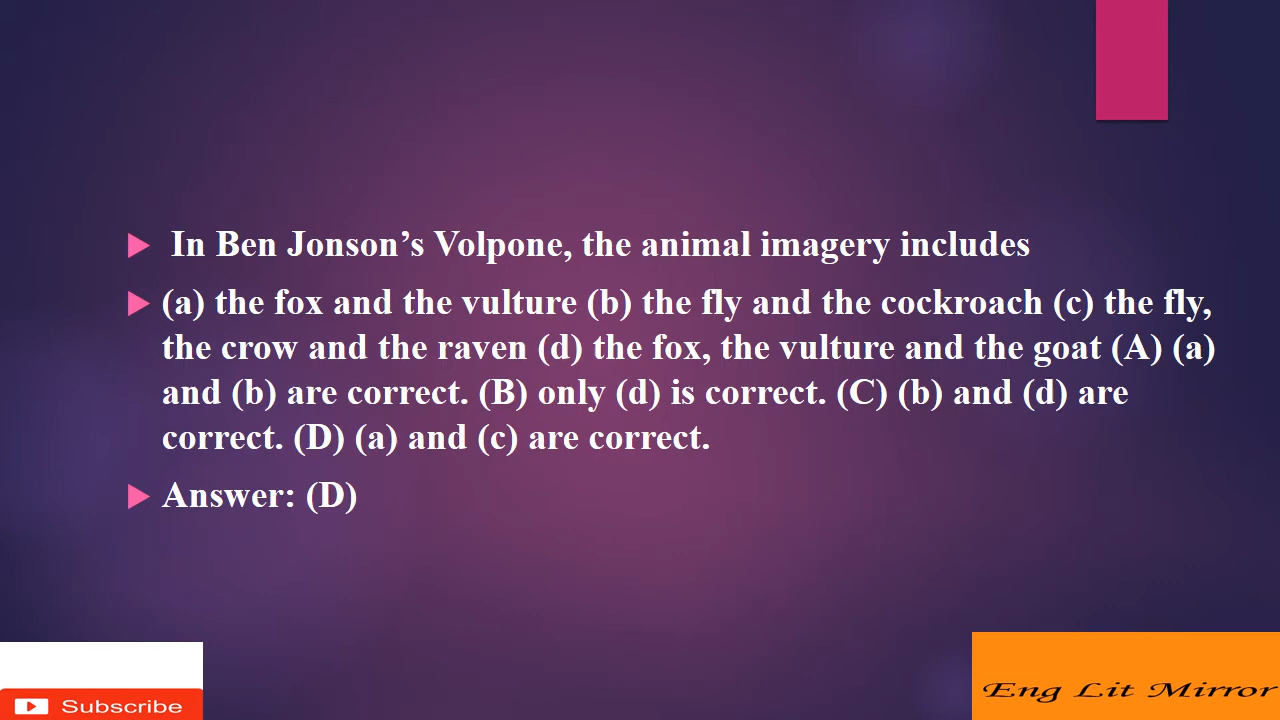 In Ben Jonson’s Volpone, the animal imagery includes
(a) the fox and the vulture (b) the fly and the cockroach (c) the fly,
the crow and the raven (d) the fox, the vulture and the goat (A) (a)
and (b) are correct. (B) only (d) is correct. (C) (b) and (d) are
correct. (D) (a) and (c) are correct.
Answer: (D)
Subscribe
Eng Lit Mirror